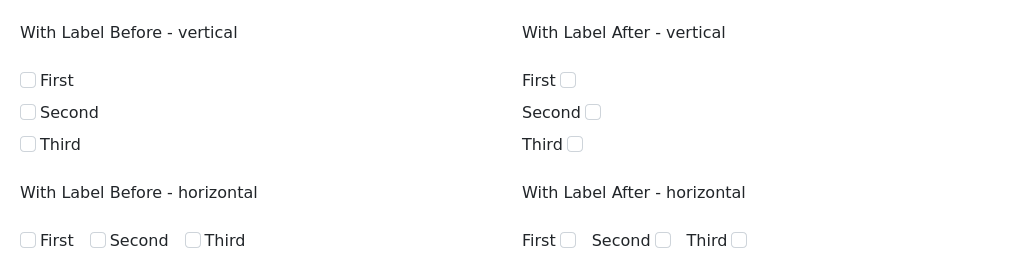 With Label Before - vertical
First
Second
Third
With Label After - vertical
First
Second
Third
With Label Before - horizontal
First Second Third
With Label After - horizontal
First Second Third